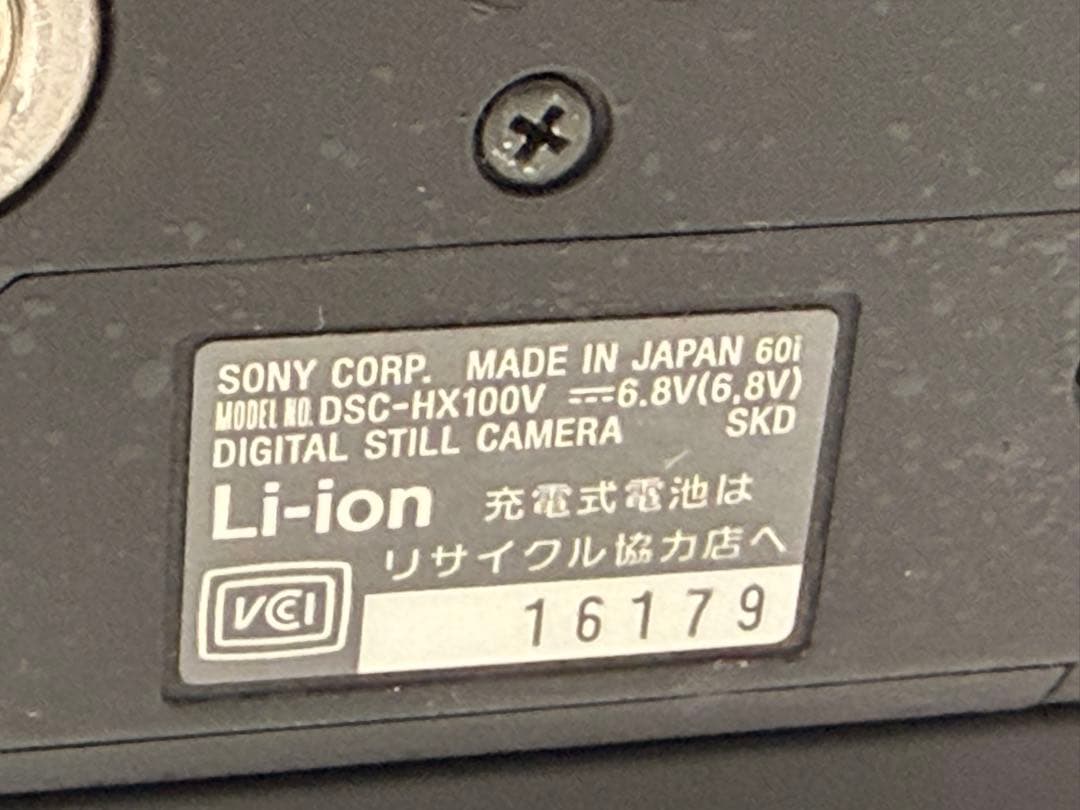 SONY CORP. MADE IN JAPAN 60i
MODEL NO. DSC-HX100V ⎓6.8V(6,8V)
DIGITAL STILL CAMERA SKD
Li-ion 充電式電池は
リサイクル協力店へ
VCCI 16179